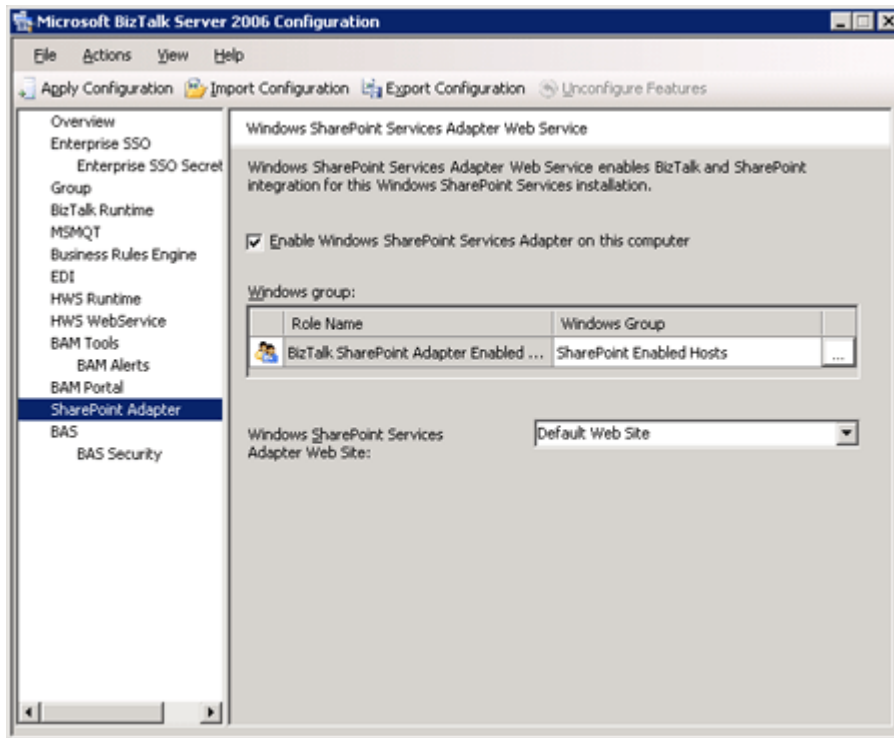 Microsoft BizTalk Server 2006 Configuration
File Actions View Help
Apply Configuration Import Configuration Export Configuration Unconfigure Features
Overview
Enterprise SSO
Enterprise SSO Secret
Group
BizTalk Runtime
MSMQT
Business Rules Engine
EDI
HWS Runtime
HWS WebService
BAM Tools
BAM Alerts
BAM Portal
SharePoint Adapter
BAS
BAS Security
Windows SharePoint Services Adapter Web Service
Windows SharePoint Services Adapter Web Service enables BizTalk and SharePoint
integration for this Windows SharePoint Services installation.
Enable Windows SharePoint Services Adapter on this computer
Windows group:
Role Name Windows Group
BizTalk SharePoint Adapter Enabled ... SharePoint Enabled Hosts ...
Windows SharePoint Services
Adapter Web Site:
Default Web Site